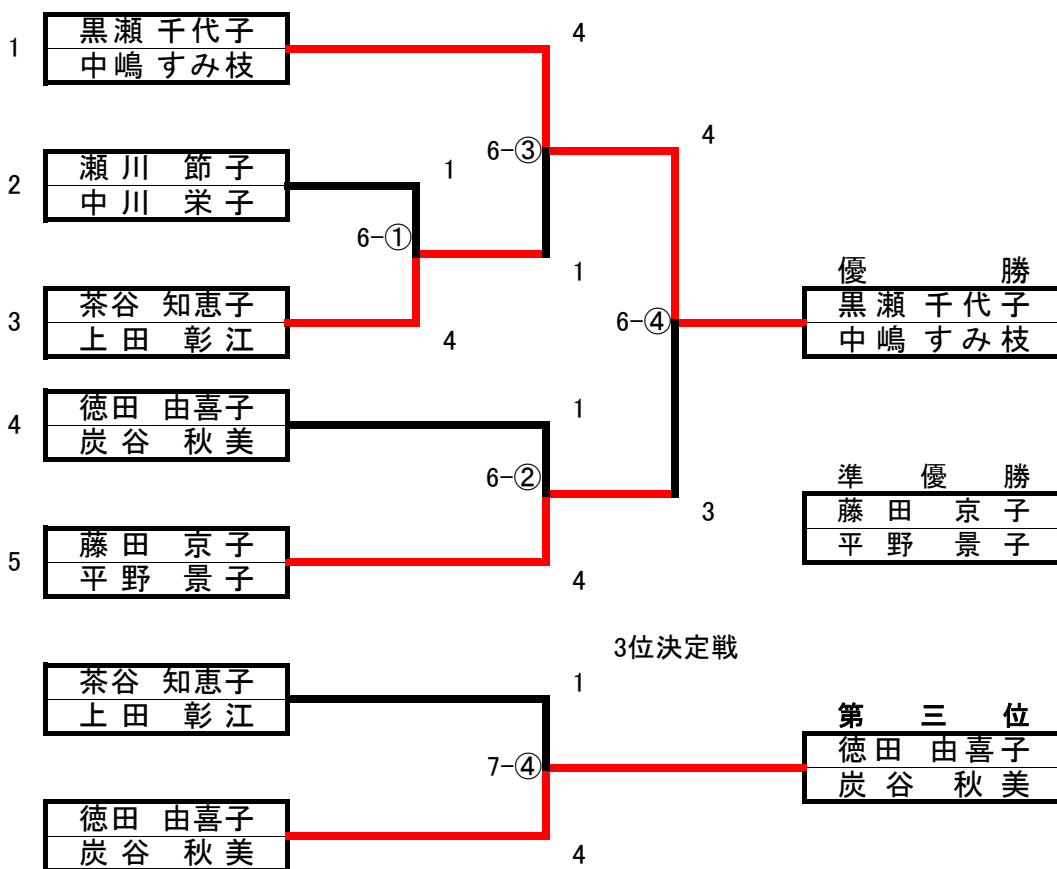 4
1
黒瀬 千代子
中嶋 すみ枝
4
6-③
1
2
瀬川 節子
中川 栄子
6-①
1
優勝
黒瀬 千代子
中嶋 すみ枝
3
茶谷 知恵子
上田 彰江
6-④
4
4
徳田 由喜子
炭谷 秋美
1
6-②
準優勝
藤田 京子
平野 景子
3
5
藤田 京子
平野 景子
4
3位決定戦
茶谷 知恵子
上田 彰江
1
第三位
徳田 由喜子
炭谷 秋美
7-④
徳田 由喜子
炭谷 秋美
4